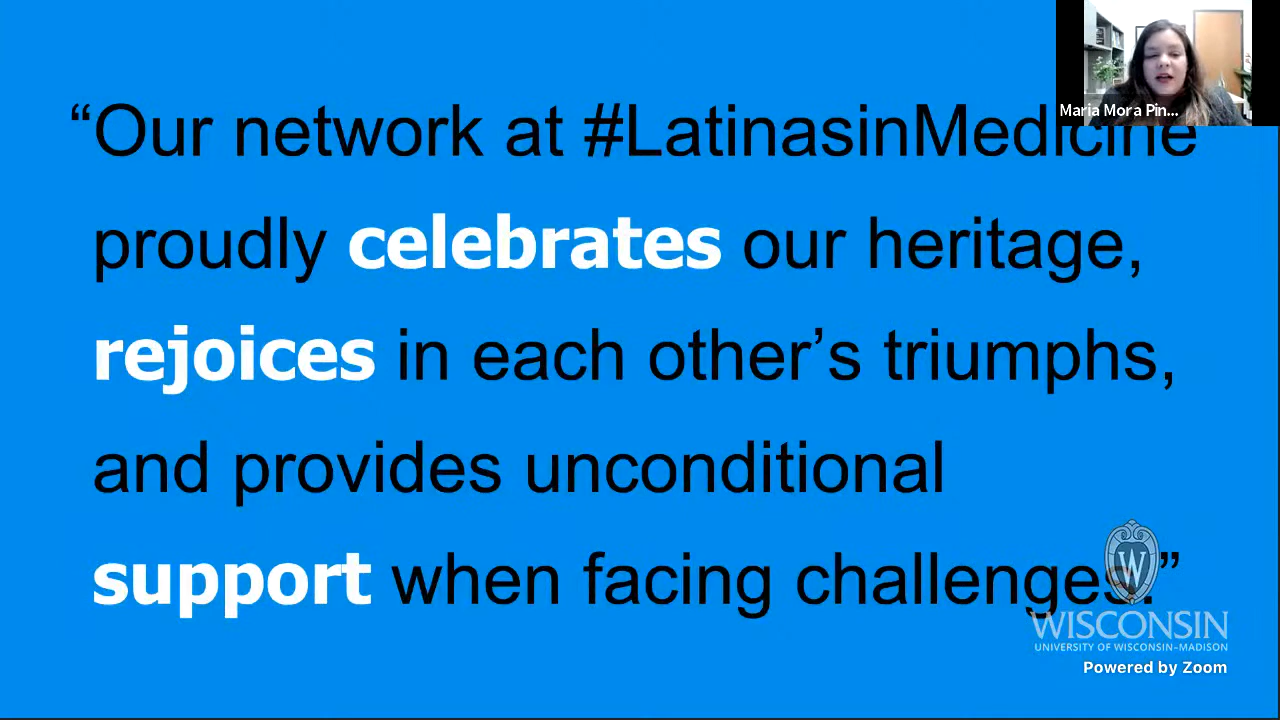 Maria Mora Pin...
“Our network at #LatinasinMedicine
proudly celebrates our heritage,
rejoices in each other’s triumphs,
and provides unconditional
support when facing challenges.”
W
WISCONSIN
UNIVERSITY OF WISCONSIN–MADISON
Powered by Zoom